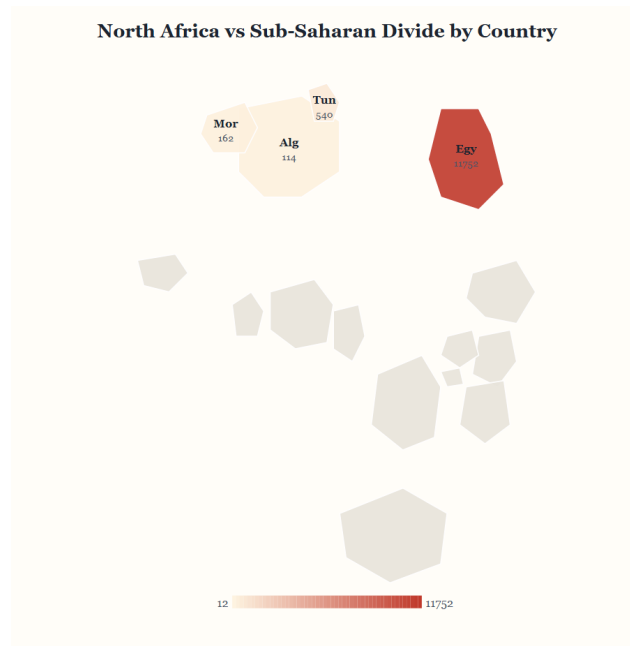 North Africa vs Sub-Saharan Divide by Country
Tun
540
Mor
162
Alg
114
Egy
11752
12
11752